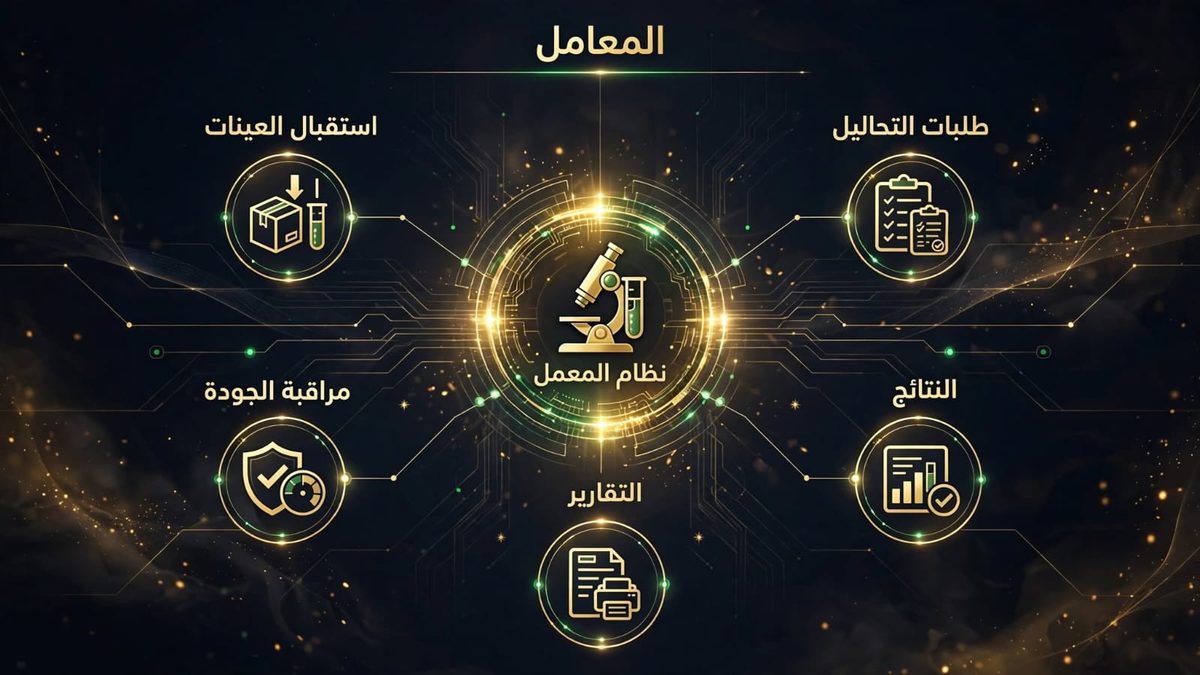 المعامل
طلبات التحاليل
استقبال العينات
نظام المعمل
النتائج
مراقبة الجودة
التقارير